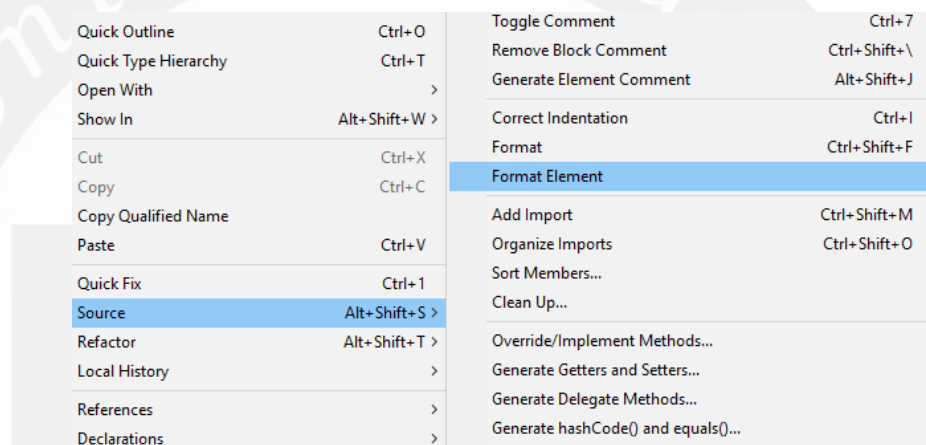 Quick Outline Ctrl+O
Quick Type Hierarchy Ctrl+T
Open With >
Show In Alt+Shift+W >
Cut Ctrl+X
Copy Ctrl+C
Copy Qualified Name
Paste Ctrl+V
Quick Fix Ctrl+1
Source Alt+Shift+S >
Refactor Alt+Shift+T >
Local History >
References >
Declarations >
Toggle Comment Ctrl+7
Remove Block Comment Ctrl+Shift+\
Generate Element Comment Alt+Shift+J
Correct Indentation Ctrl+I
Format Ctrl+Shift+F
Format Element
Add Import Ctrl+Shift+M
Organize Imports Ctrl+Shift+O
Sort Members...
Clean Up...
Override/Implement Methods...
Generate Getters and Setters...
Generate Delegate Methods...
Generate hashCode() and equals()...